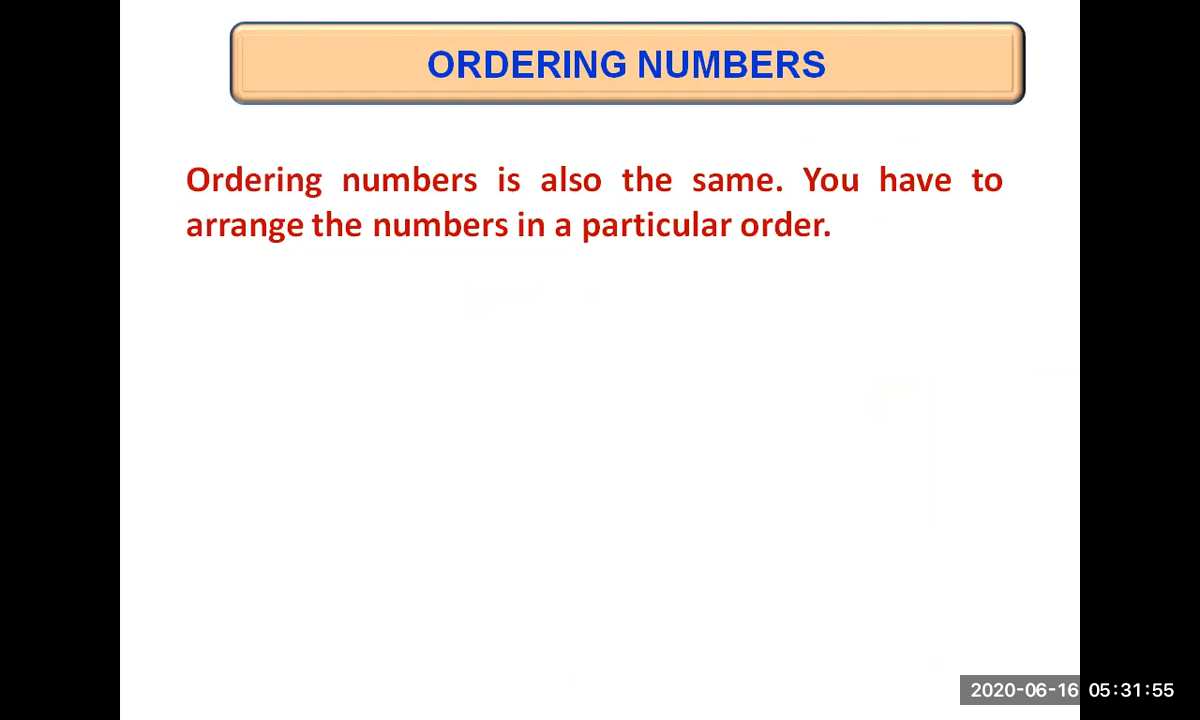 ORDERING NUMBERS
Ordering numbers is also the same. You have to
arrange the numbers in a particular order.
2020-06-16 05:31:55